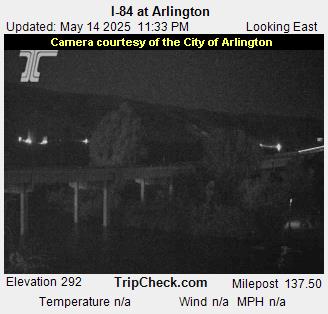 I-84 at Arlington
Updated: May 14 2025 11:33 PM Looking East
Camera courtesy of the City of Arlington
Elevation 292 TripCheck.com Milepost 137.50
Temperature n/a Wind n/a MPH n/a